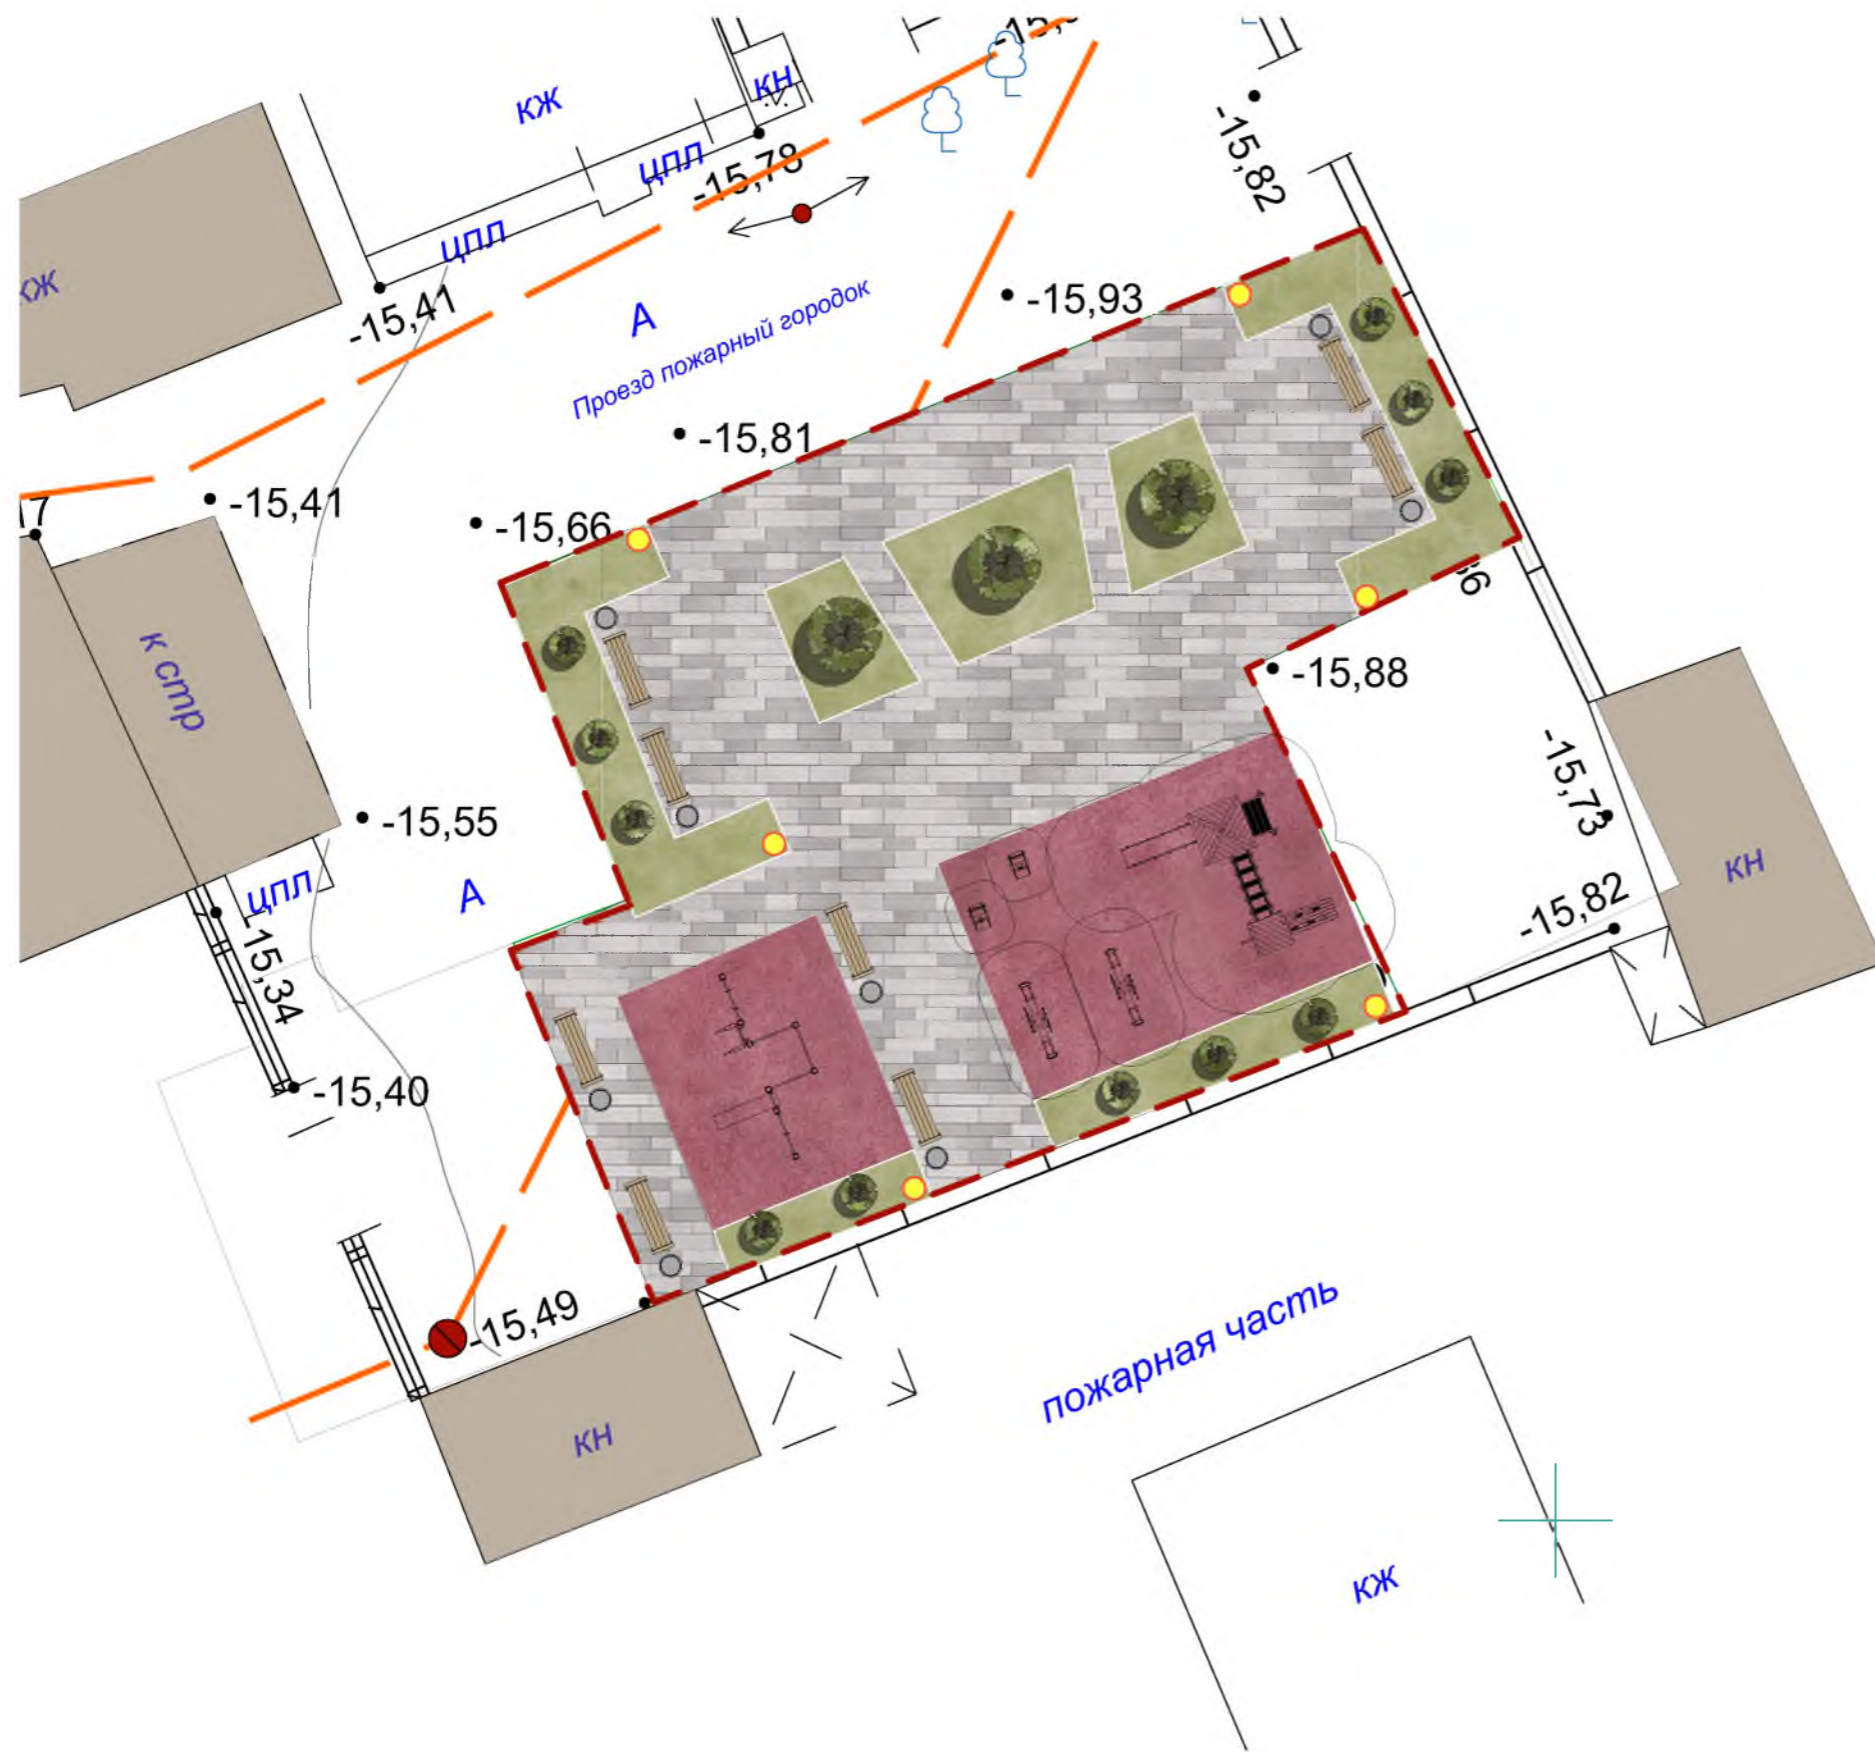 кн
кж
-15,82
цпл
-15,78
цпл
кж
-15,41
А
Проезд пожарный городок
-15,93
-15,81
-15,41
17
-15,66
к стр
-15,88
-15,73
-15,55
кн
цпл
А
-15,82
-15,34
-15,40
-15,49
пожарная часть
кн
кж